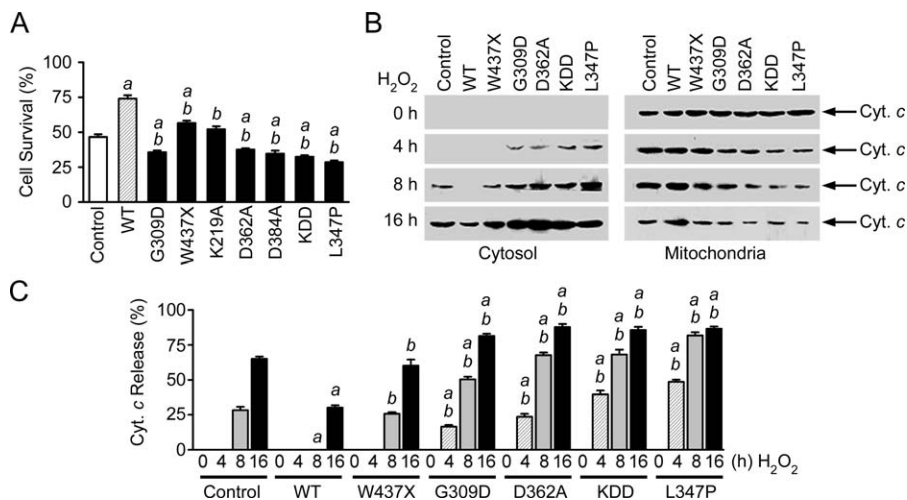 A
Cell Survival (%)
100
75
50
25
0
a
a b
a b
b
a b
a b
a b
a b
Control
WT
G309D
W437X
K219A
D362A
D384A
KDD
L347P
B
H2O2
Control
WT
W437X
G309D
D362A
KDD
L347P
Control
WT
W437X
G309D
D362A
KDD
L347P
0 h
Cyt. c
4 h
Cyt. c
8 h
Cyt. c
16 h
Cyt. c
Cytosol
Mitochondria
C
Cyt. c Release (%)
100
75
50
25
0
a
a
b
b
a b
a b
a b
a b
a b
a b
a b
a b
a b
a b
a b
a b
0 4 8 16 0 4 8 16 0 4 8 16 0 4 8 16 0 4 8 16 0 4 8 16 0 4 8 16 (h) H2O2
Control WT W437X G309D D362A KDD L347P